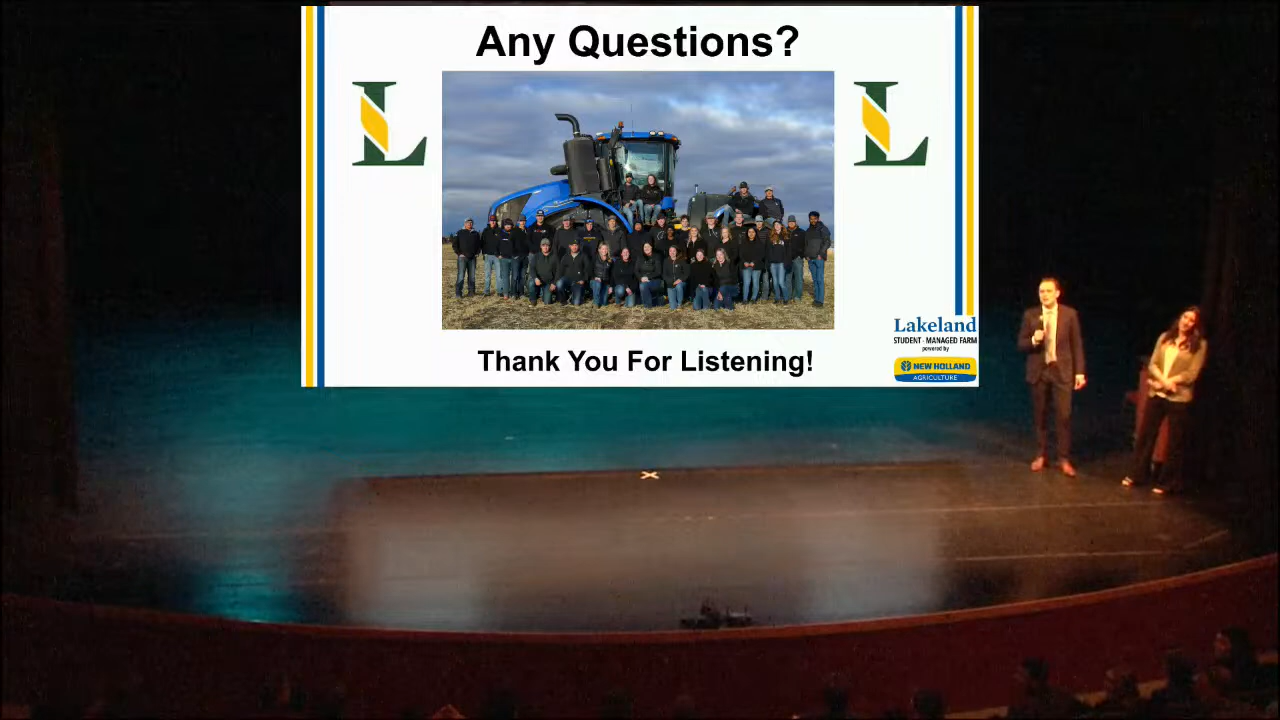 Any Questions?
L
L
Thank You For Listening!
Lakeland
STUDENT - MANAGED FARM
powered by
NEW HOLLAND
AGRICULTURE